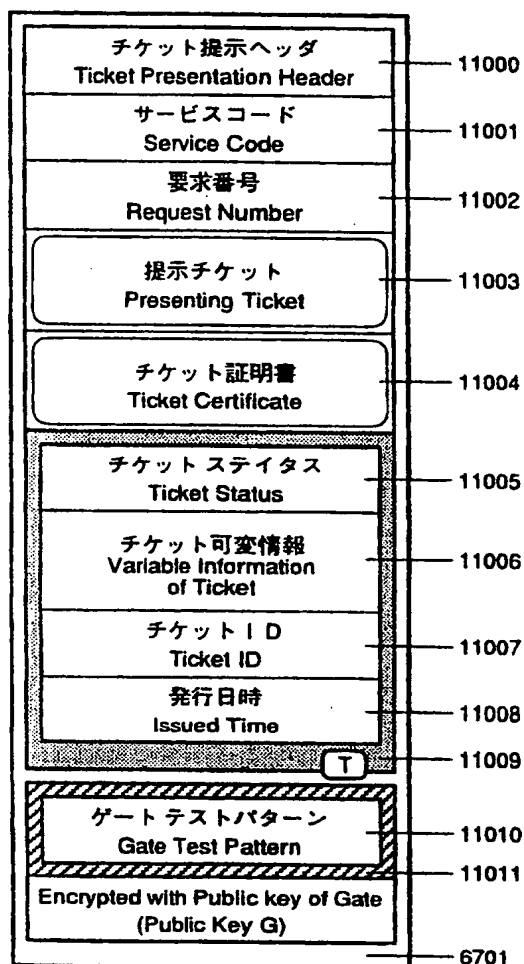 チケット提示ヘッダ
Ticket Presentation Header
11000
サービスコード
Service Code
11001
要求番号
Request Number
11002
提示チケット
Presenting Ticket
11003
チケット証明書
Ticket Certificate
11004
チケット ステイタス
Ticket Status
11005
チケット可変情報
Variable Information
of Ticket
11006
チケットID
Ticket ID
11007
発行日時
Issued Time
11008
T
11009
ゲート テストパターン
Gate Test Pattern
11010
11011
Encrypted with Public key of Gate
(Public Key G)
6701